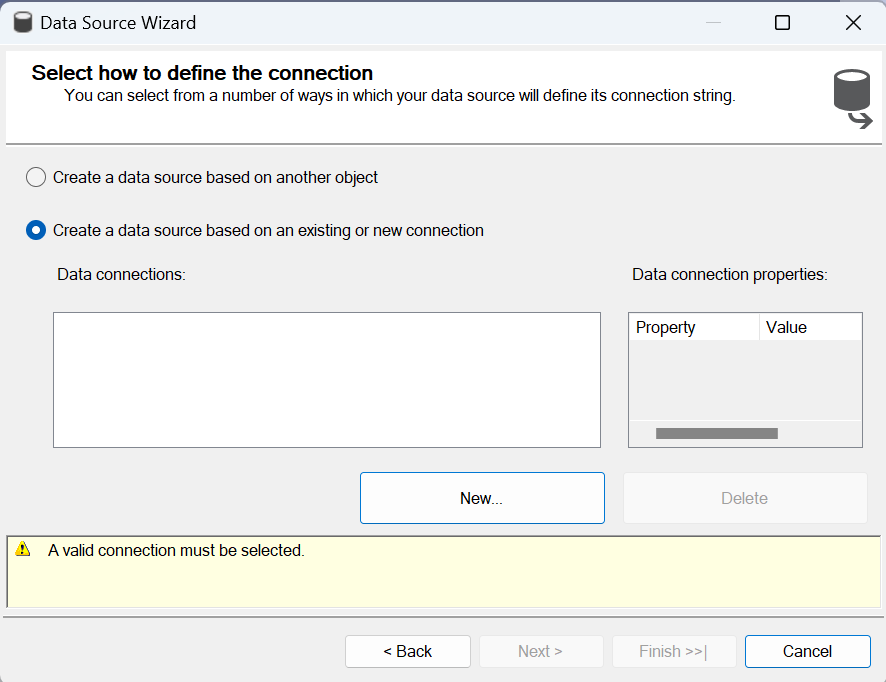 Data Source Wizard
Select how to define the connection
You can select from a number of ways in which your data source will define its connection string.
Create a data source based on another object
Create a data source based on an existing or new connection
Data connections:
Data connection properties:
Property Value
New...
Delete
A valid connection must be selected.
< Back
Next >
Finish >>|
Cancel